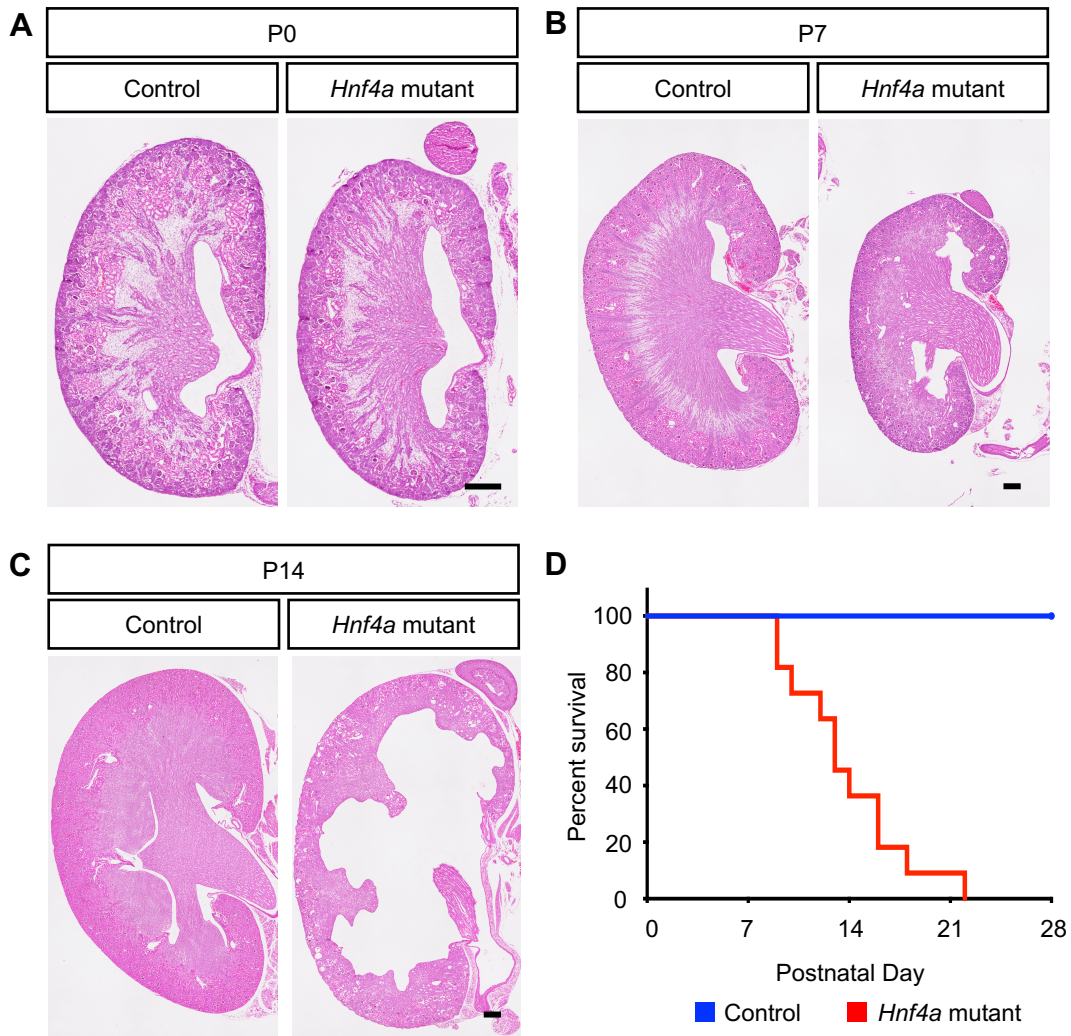 A
P0
Control
Hnf4a mutant
B
P7
Control
Hnf4a mutant
C
P14
Control
Hnf4a mutant
D
Percent survival
100
80
60
40
20
0
0 7 14 21 28
Postnatal Day
Control Hnf4a mutant